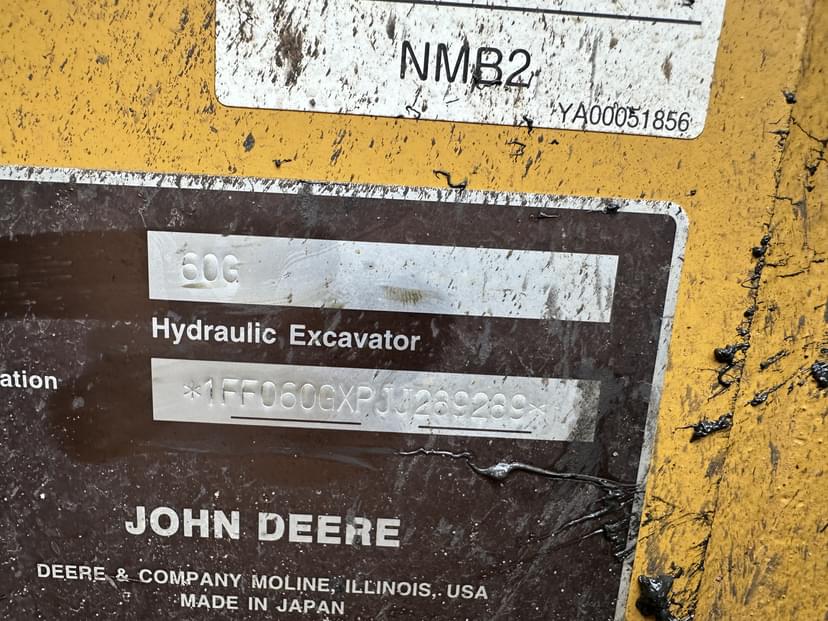 NMB2
YA00051856
60G
Hydraulic Excavator
ation
*1FF060GXPJJ289289*
JOHN DEERE
DEERE & COMPANY MOLINE, ILLINOIS, USA
MADE IN JAPAN